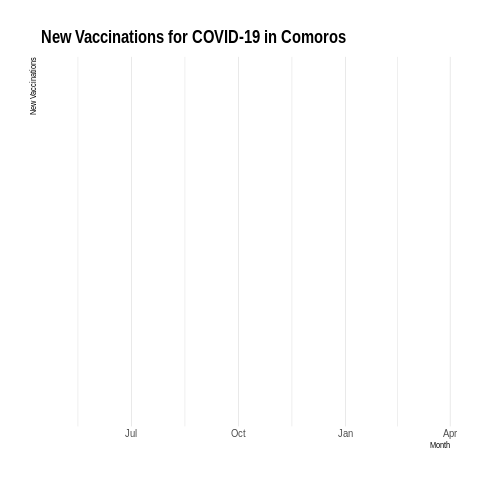 New Vaccinations for COVID-19 in Comoros
New Vaccinations
Jul Oct Jan Apr
Month